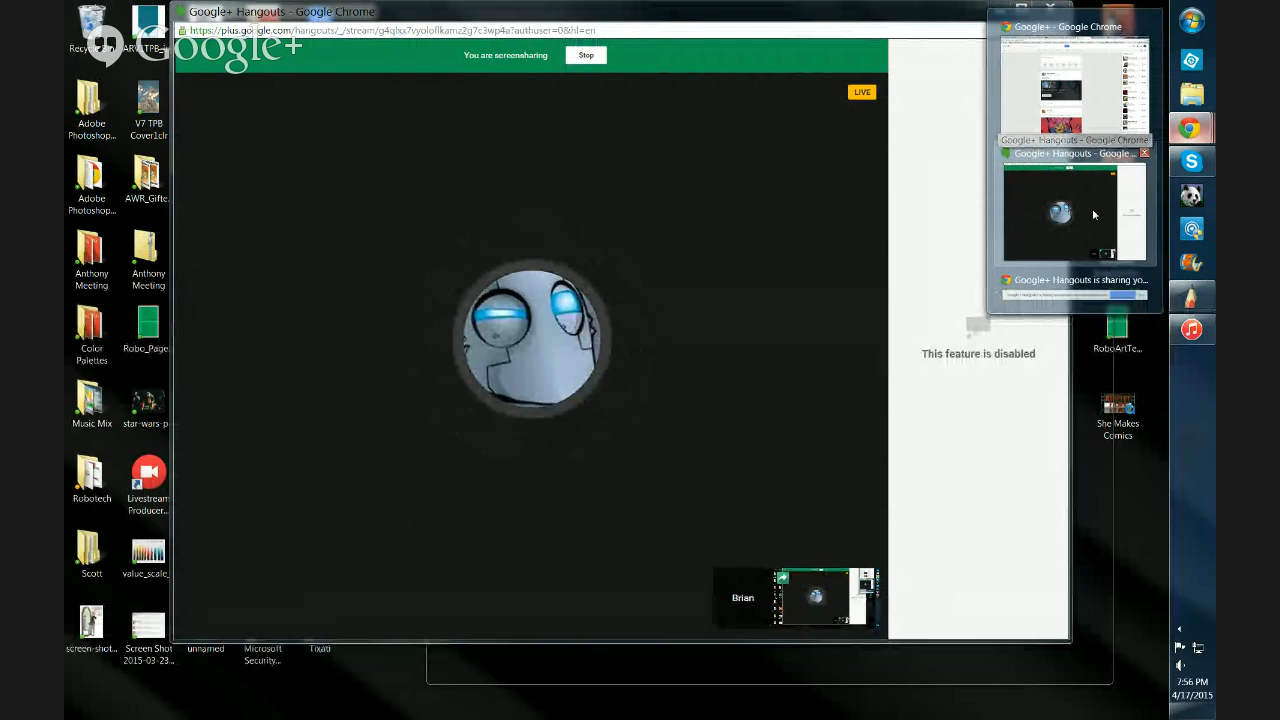 Google+ Hangouts - Google Chrome
https://plus.google.com/hangouts/_/stream/g4qlxx7vyoloflkamz2g7c3wp4a?authuser=0&hl=en
Google+
You are screensharing
Stop
LIVE
Google+ - Google Chrome
Google+ Hangouts - Google Chrome
Google+ Hangouts - Google ...
Google+ Hangouts is sharing yo...
This feature is disabled
Brian
Recycle Bin
Adobe
Photoshop...
V7 TPB
Cover1clr
Adobe
Photoshop...
AWR_Gifte...
Anthony
Meeting
Anthony
Meeting
Color
Palettes
Robo_Page...
Music Mix
star-wars-p...
Robotech
Livestream
Producer...
Scott
value_scale_...
screen-shot...
Screen Shot
2015-03-23...
unnamed
Microsoft
Security...
Tixati
RoboArtTe...
She Makes
Comics
7:56 PM
4/17/2015